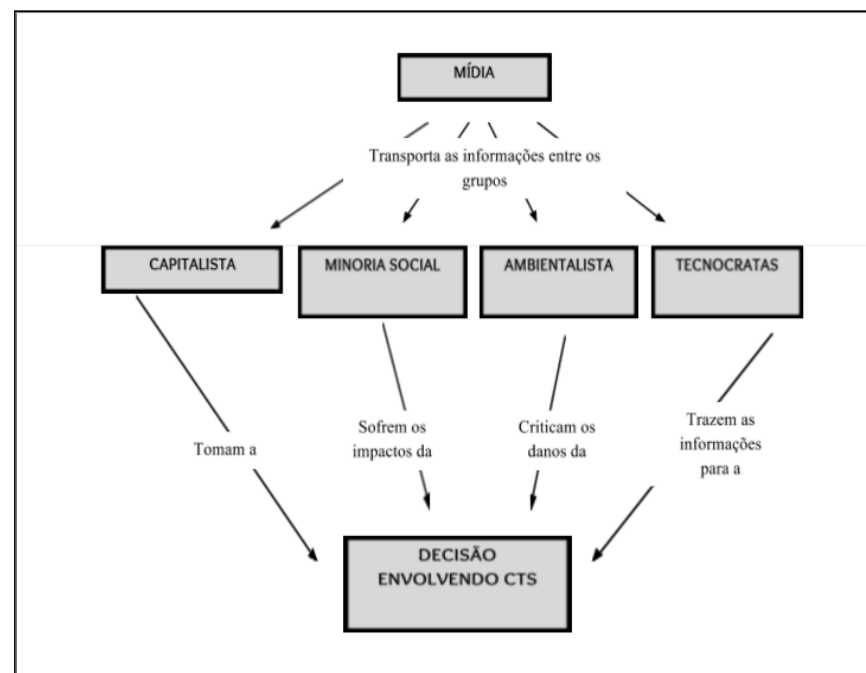 MÍDIA
Transporta as informações entre os
grupos
CAPITALISTA
MINORIA SOCIAL
AMBIENTALISTA
TECNOCRATAS
Tomam a
Sofrem os
impactos da
Criticam os
danos da
Trazem as
informações
para a
DECISÃO
ENVOLVENDO CTS